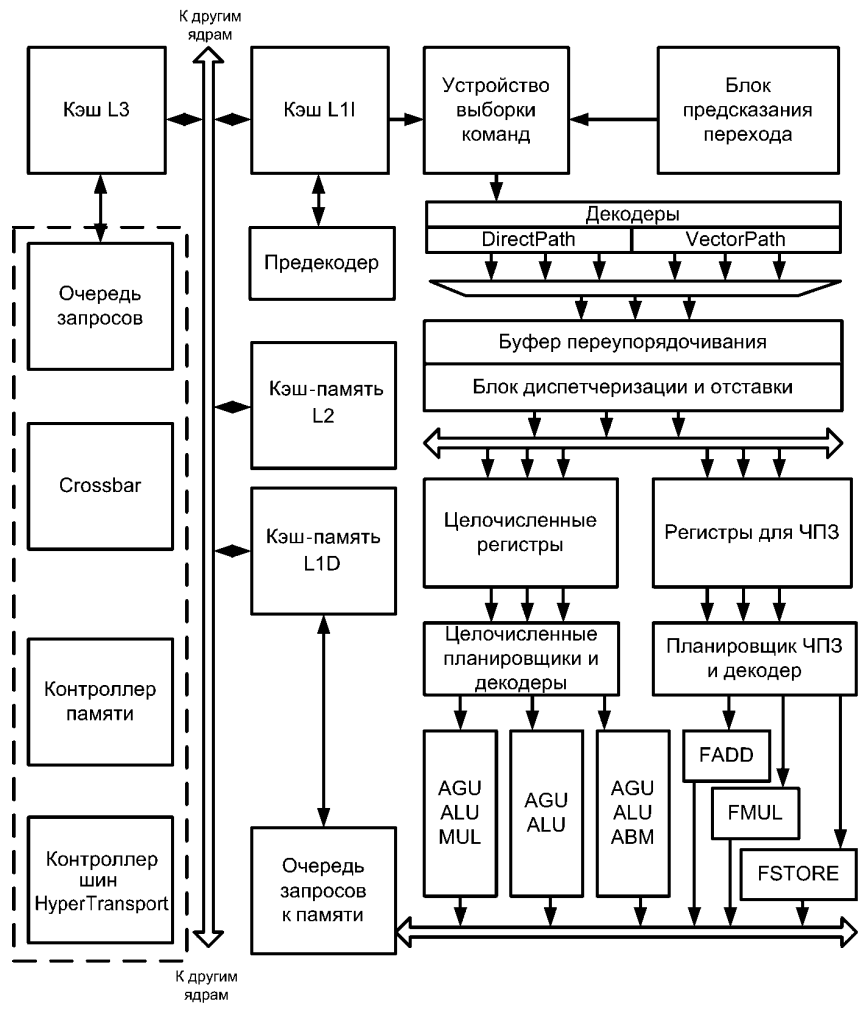 К другим
ядрам
Кэш L3
Кэш L1I
Устройство
выборки
команд
Блок
предсказания
перехода
Декодеры
DirectPath
VectorPath
Предекодер
Очередь
запросов
Буфер переупорядочивания
Блок диспетчеризации и отставки
Кэш-память
L2
Crossbar
Кэш-память
L1D
Целочисленные
регистры
Регистры для ЧПЗ
Целочисленные
планировщики и
декодеры
Планировщик ЧПЗ
и декодер
Контроллер
памяти
AGU
ALU
MUL
AGU
ALU
AGU
ALU
ABM
FADD
FMUL
FSTORE
Контроллер
шин
HyperTransport
Очередь
запросов
к памяти
К другим
ядрам